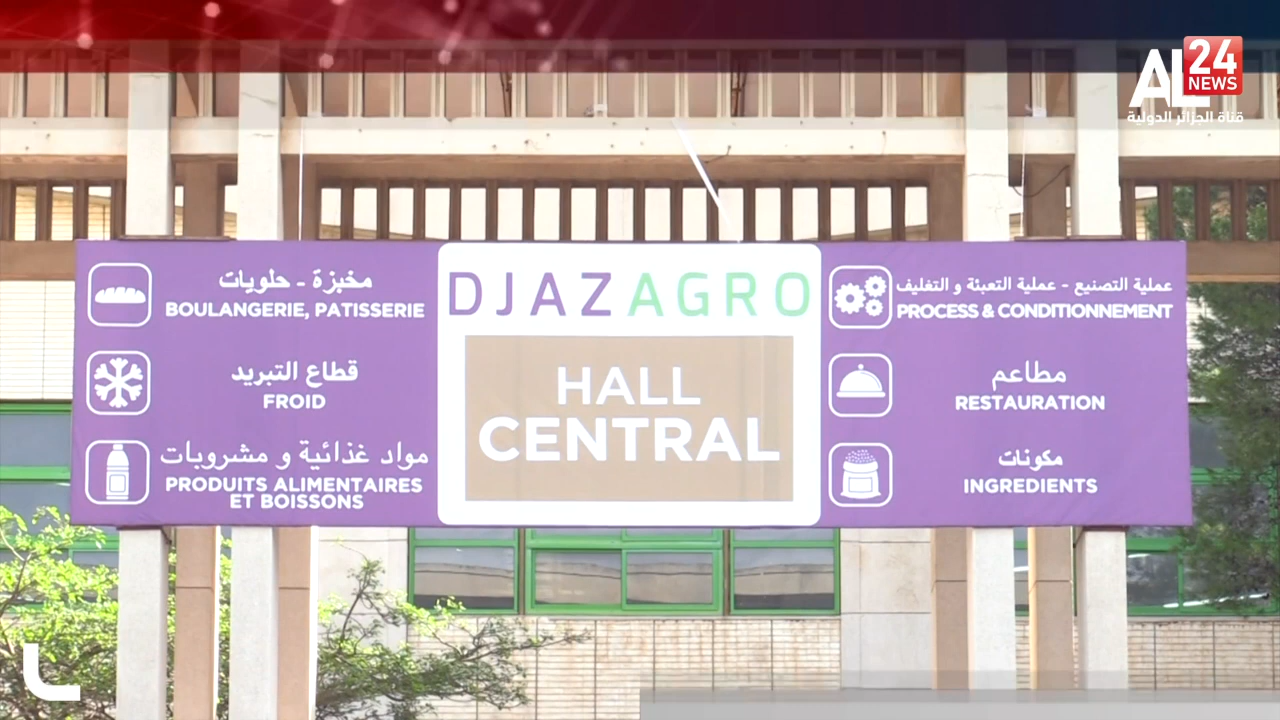 AL
24
NEWS
قناة الجزائر الدولية
مخبزة - حلويات
BOULANGERIE, PATISSERIE
قطاع التبريد
FROID
مواد غذائية و مشروبات
PRODUITS ALIMENTAIRES
ET BOISSONS
DJAZAGRO
HALL
CENTRAL
عملية التصنيع - عملية التعبئة و التغليف
PROCESS & CONDITIONNEMENT
مطاعم
RESTAURATION
مكونات
INGREDIENTS